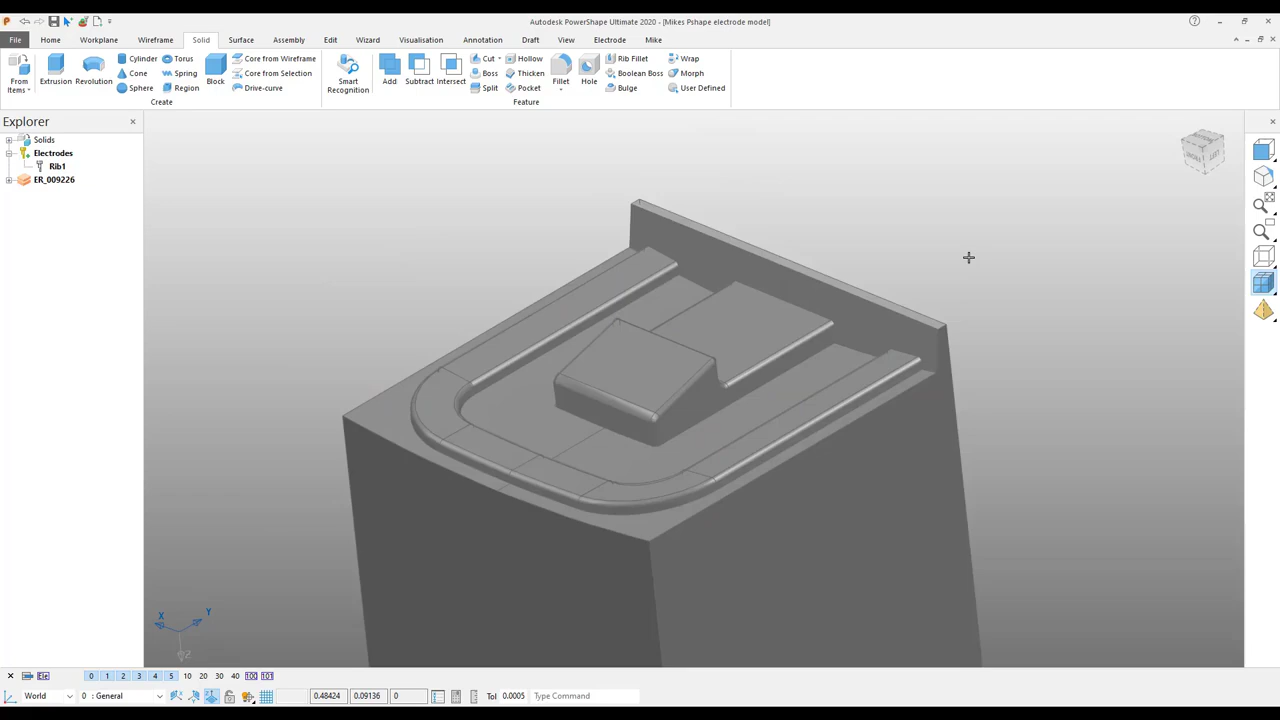 Autodesk PowerShape Ultimate 2020 - [Mikes Pshape electrode model]
File Home Workplane Wireframe Solid Surface Assembly Edit Wizard Visualisation Annotation Draft View Electrode Mike
From Items
Extrusion
Revolution
Cylinder
Cone
Sphere
Torus
Spring
Region
Block
Core from Wireframe
Core from Selection
Drive-curve
Create
Smart Recognition
Add
Subtract
Intersect
Cut
Boss
Split
Hollow
Thicken
Pocket
Fillet
Hole
Rib Fillet
Boolean Boss
Bulge
Wrap
Morph
User Defined
Feature
Explorer
Solids
Electrodes
Rib1
ER_009226
X Y
Z
Ele 0 1 2 3 4 5 10 20 30 40 100 101
World 0 : General 0.48424 0.09136 0 Tol 0.0005 Type Command